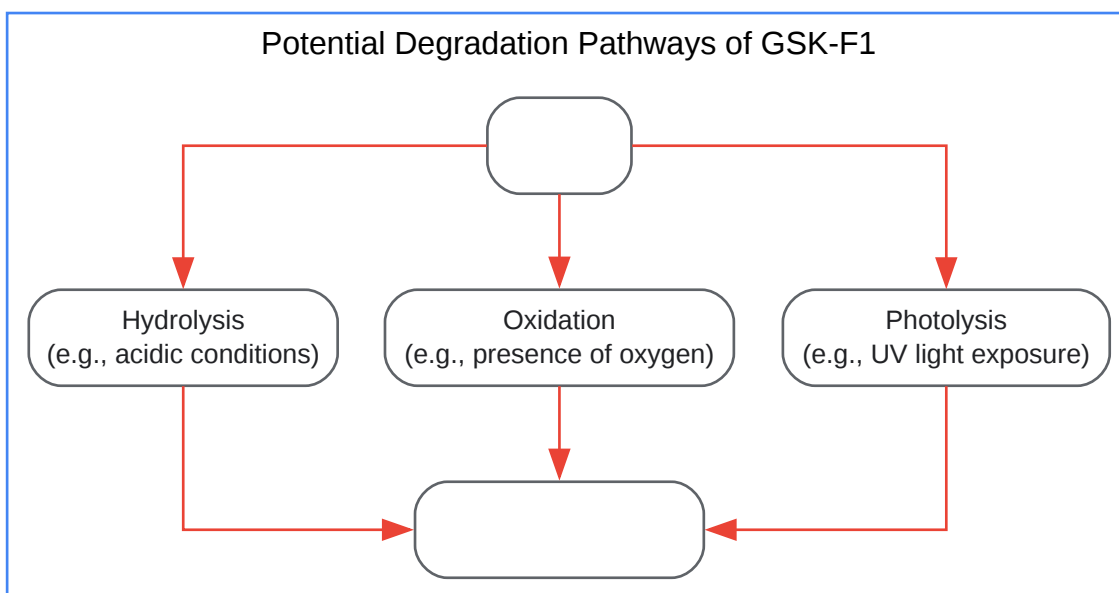 Potential Degradation Pathways of GSK-F1
Hydrolysis
(e.g., acidic conditions)
Oxidation
(e.g., presence of oxygen)
Photolysis
(e.g., UV light exposure)